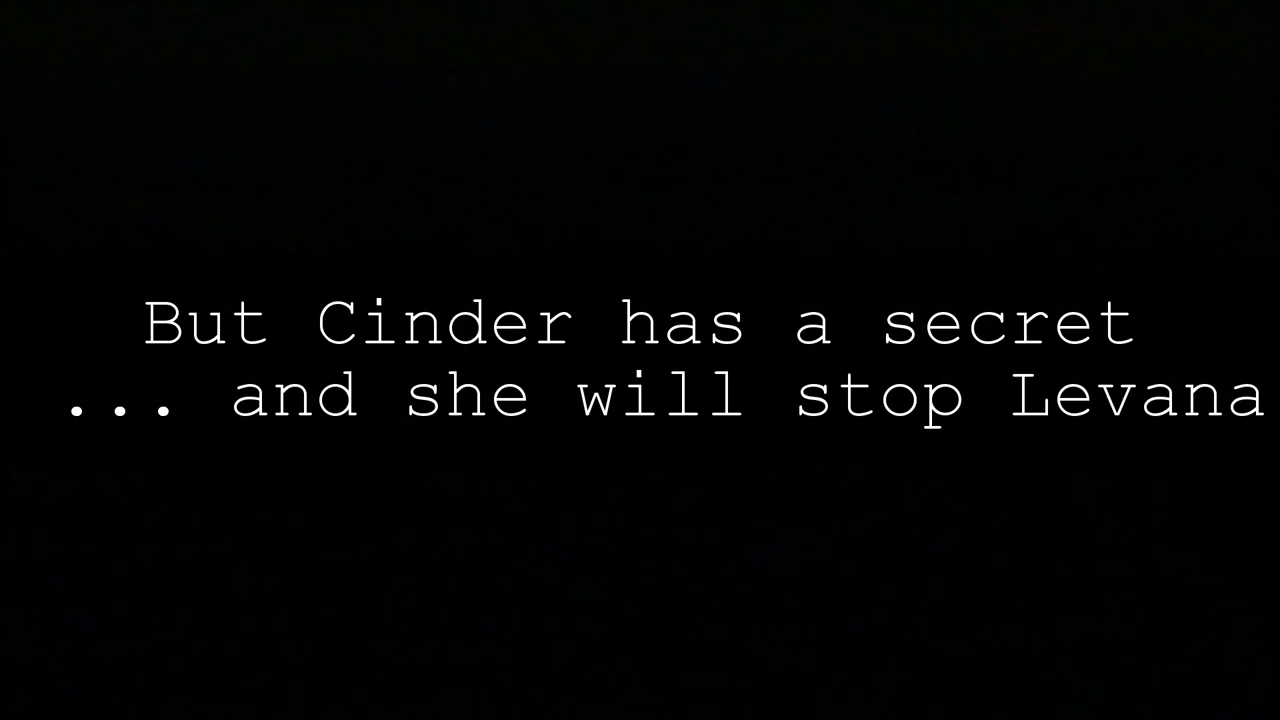 But Cinder has a secret
... and she will stop Levana